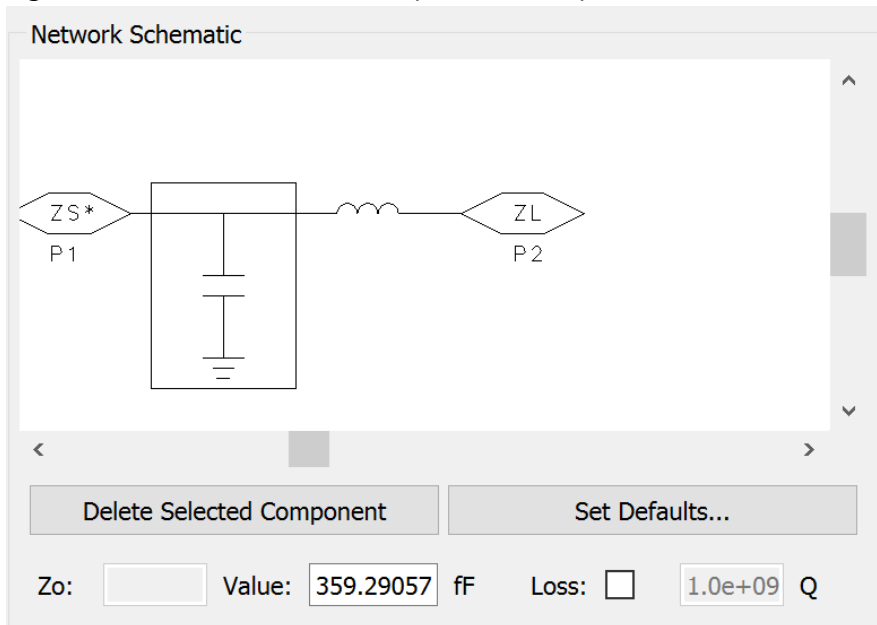 Network Schematic
ZS*
ZL
P1
P2
Delete Selected Component
Set Defaults...
Zo:
Value: 359.29057 fF
Loss:
1.0e+09 Q